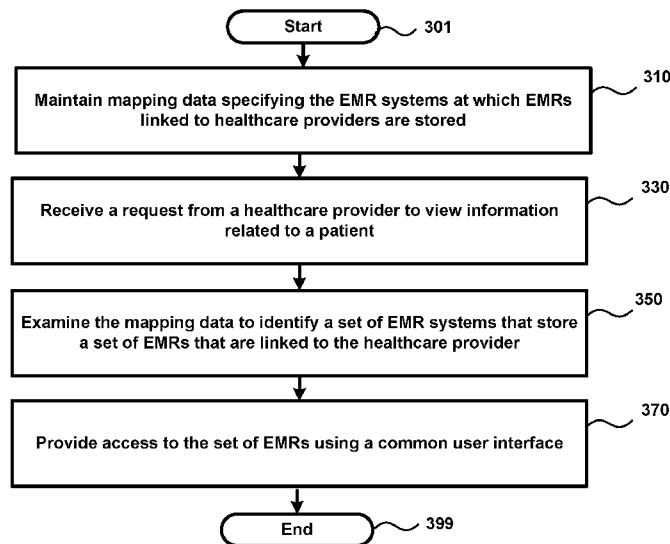 Start
301
310
Maintain mapping data specifying the EMR systems at which EMRs
linked to healthcare providers are stored
330
Receive a request from a healthcare provider to view information
related to a patient
350
Examine the mapping data to identify a set of EMR systems that store
a set of EMRs that are linked to the healthcare provider
370
Provide access to the set of EMRs using a common user interface
End
399